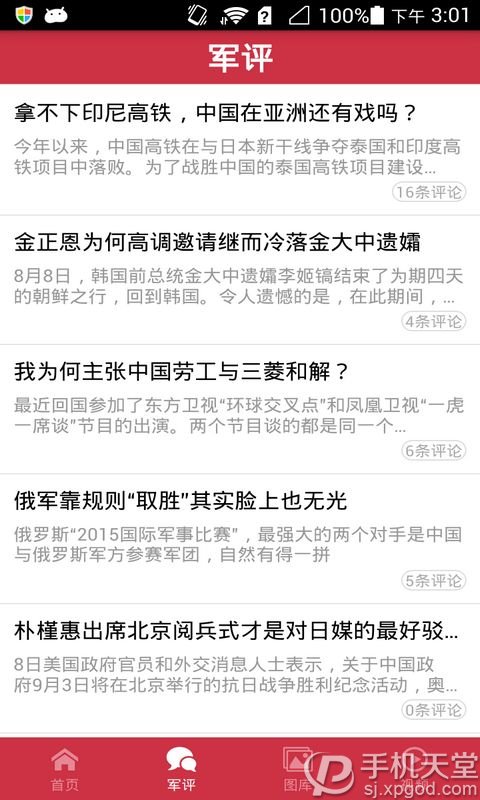 100% 下午 3:01
军评
拿不下印尼高铁，中国在亚洲还有戏吗？
今年以来，中国高铁在与日本新干线争夺泰国和印度高
铁项目中落败。为了战胜中国的泰国高铁项目建设…
16条评论
金正恩为何高调邀请继而冷落金大中遗孀
8月8日，韩国前总统金大中遗孀李姬镐结束了为期四天
的朝鲜之行，回到韩国。令人遗憾的是，在此期间，…
4条评论
我为何主张中国劳工与三菱和解？
最近回国参加了东方卫视“环球交叉点”和凤凰卫视“一虎
一席谈”节目的出演。两个节目谈的都是同一个…
6条评论
俄军靠规则“取胜”其实脸上也无光
俄罗斯“2015国际军事比赛”，最强大的两个对手是中国
与俄罗斯军方参赛军团，自然有得一拼
5条评论
朴槿惠出席北京阅兵式才是对日媒的最好驳…
8日美国政府官员和外交消息人士表示，关于中国政
府9月3日将在北京举行的抗日战争胜利纪念活动，奥…
0条评论
首页 军评 图库 视频
手机天堂
sj.xpgod.com